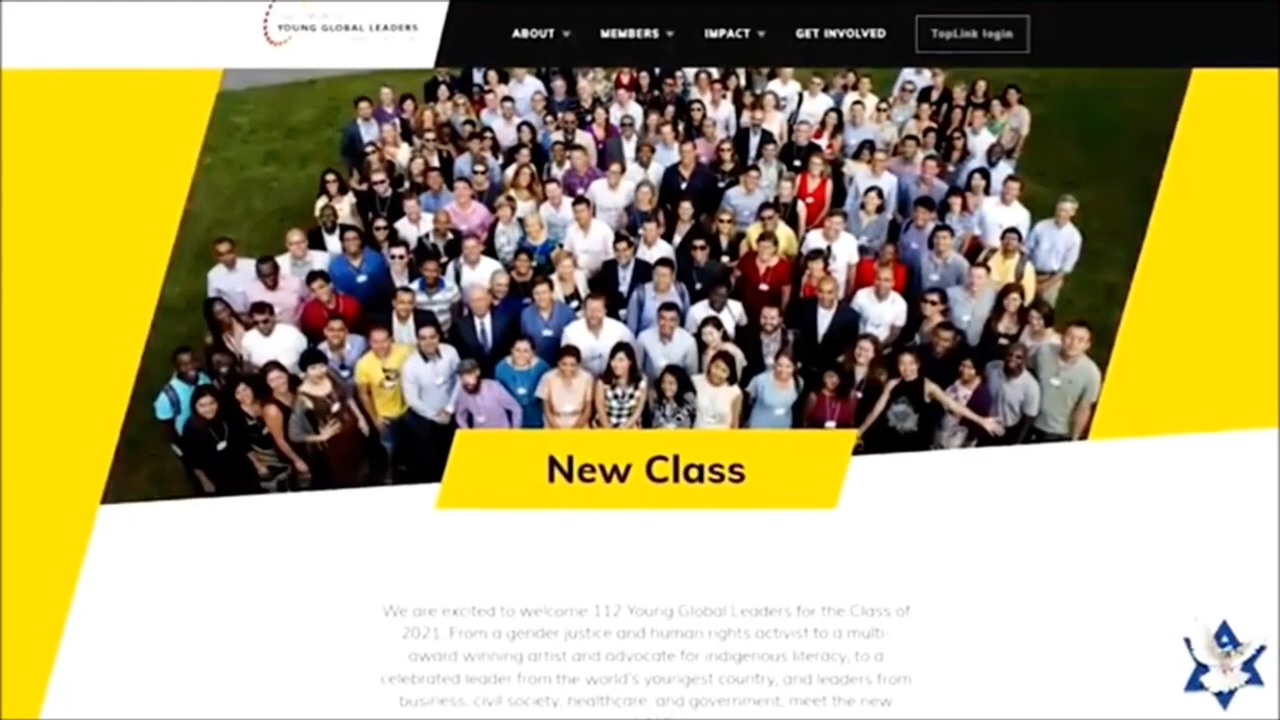 YOUNG GLOBAL LEADERS
ABOUT MEMBERS IMPACT GET INVOLVED TopLink login
New Class
We are excited to welcome 112 Young Global Leaders for the Class of
2021. From a gender justice and human rights activist to a multi-
award winning artist and advocate for indigenous literacy, to a
celebrated leader from the world's youngest country, and leaders from
business, civil society, healthcare, and government, meet the new